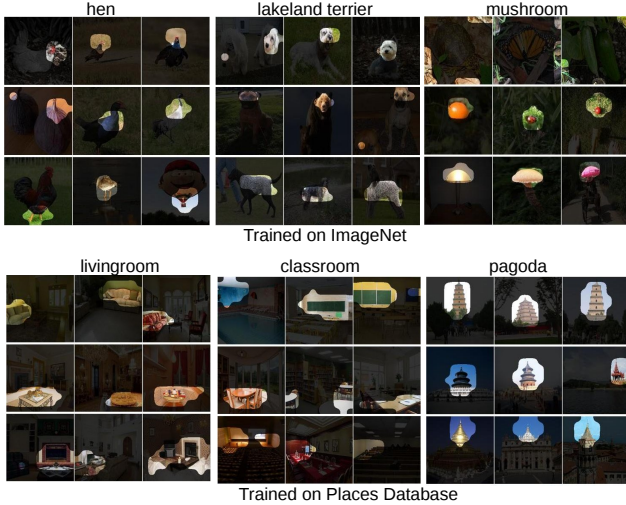 hen
lakeland terrier
mushroom
Trained on ImageNet
livingroom
classroom
pagoda
Trained on Places Database